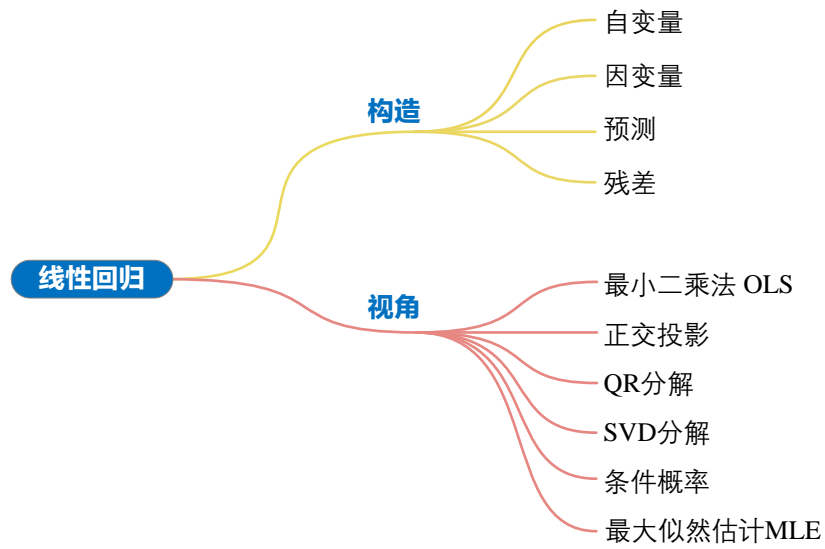 线性回归
构造
自变量
因变量
预测
残差
视角
最小二乘法 OLS
正交投影
QR分解
SVD分解
条件概率
最大似然估计MLE